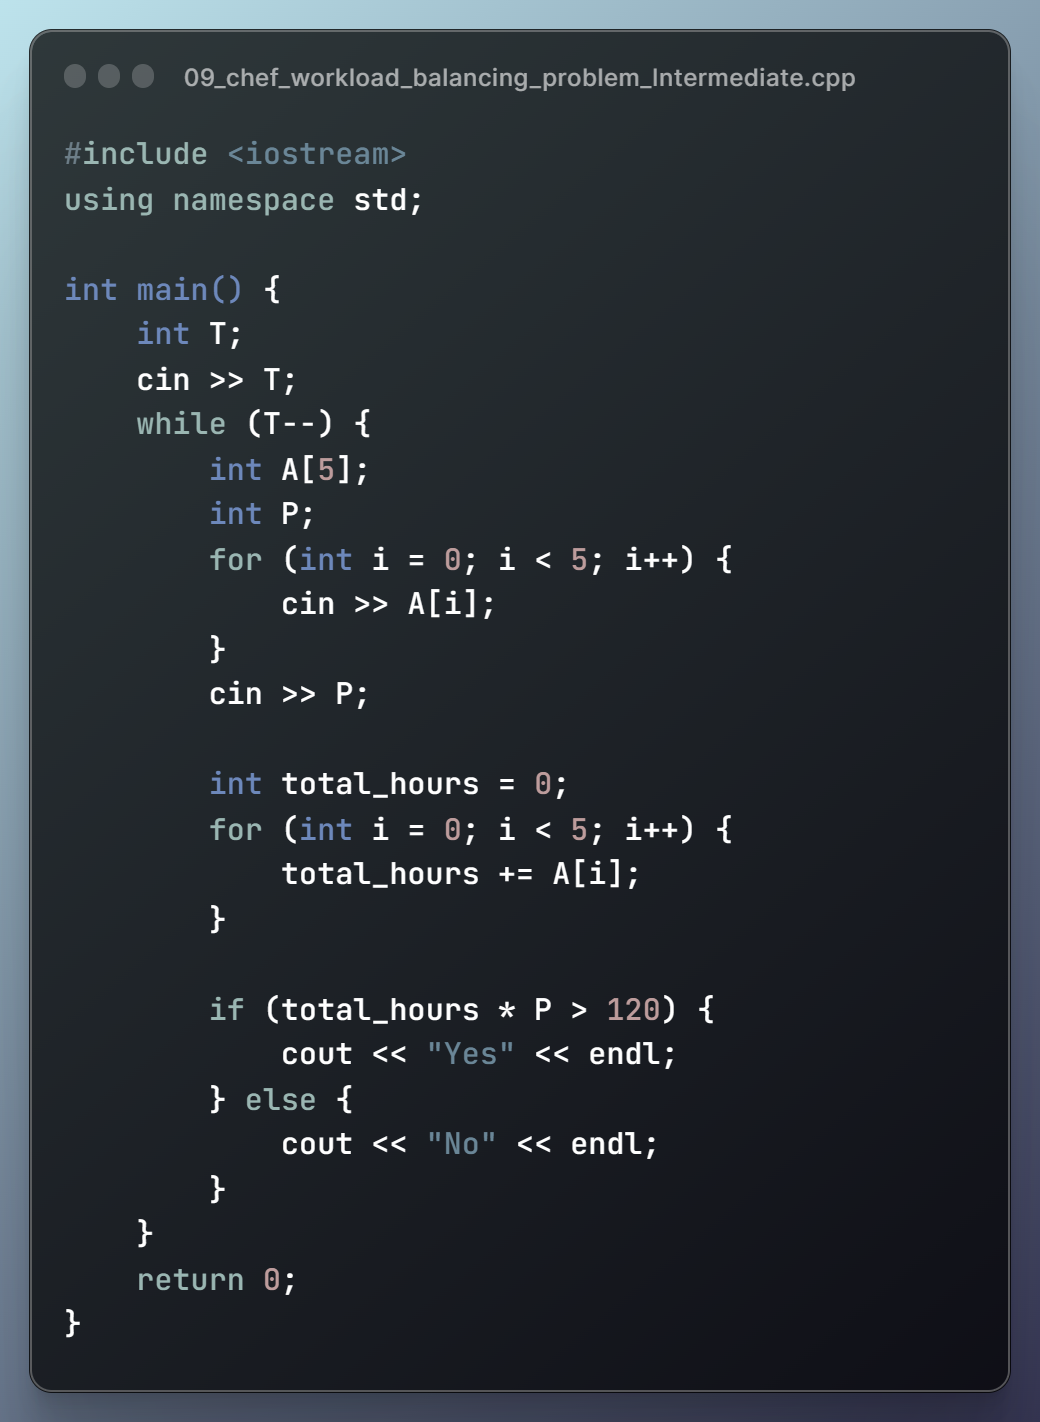 09_chef_workload_balancing_problem_Intermediate.cpp
#include <iostream>
using namespace std;

int main() {
    int T;
    cin >> T;
    while (T--) {
        int A[5];
        int P;
        for (int i = 0; i < 5; i++) {
            cin >> A[i];
        }
        cin >> P;

        int total_hours = 0;
        for (int i = 0; i < 5; i++) {
            total_hours += A[i];
        }

        if (total_hours * P > 120) {
            cout << "Yes" << endl;
        } else {
            cout << "No" << endl;
        }
    }
    return 0;
}